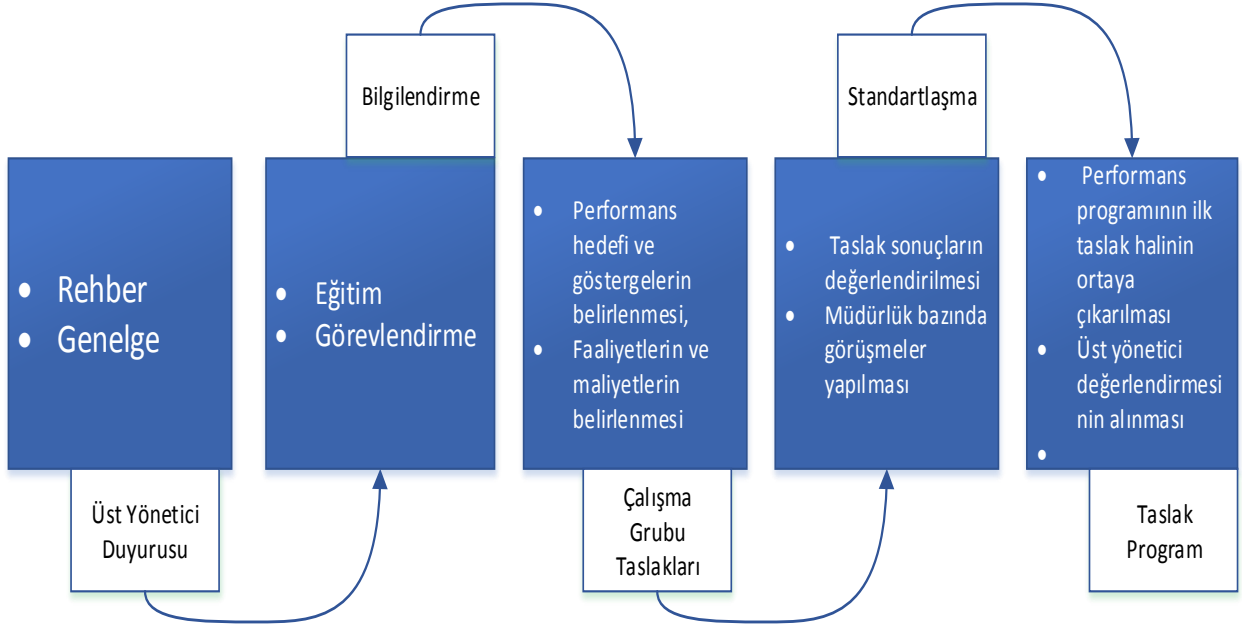 Rehber
Genelge
Üst Yönetici
Duyurusu
Bilgilendirme
Eğitim
Görevlendirme
Performans
hedefi ve
göstergelerin
belirlenmesi,
Faaliyetlerin ve
maliyetlerin
belirlenmesi
Çalışma
Grubu
Taslakları
Standartlaşma
Taslak sonuçların
değerlendirilmesi
Müdürlük bazında
görüşmeler
yapılması
Performans
programının ilk
taslak halinin
ortaya
çıkarılması
Üst yönetici
değerlendirmesi
nin alınması
Taslak
Program